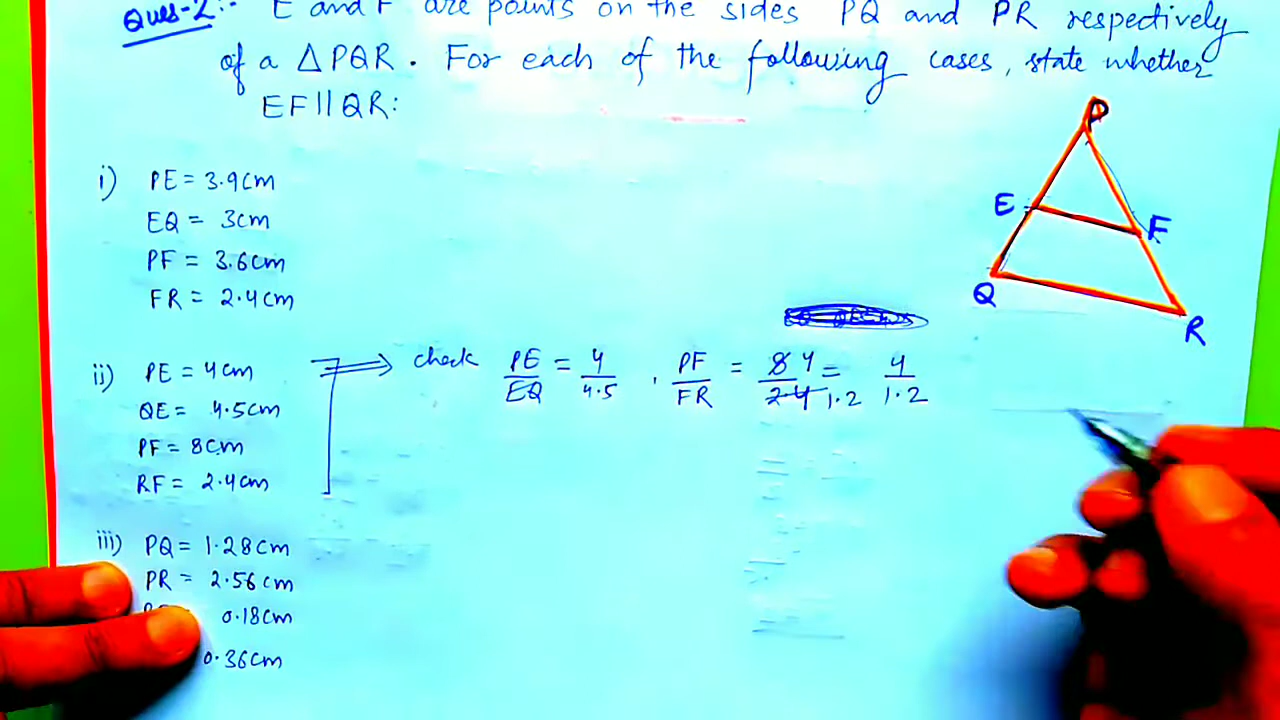 Ques-2:- E and F are points on the sides PQ and PR respectively
of a △PQR. For each of the following cases, state whether
EF||QR:
i) PE = 3.9cm
EQ = 3cm
PF = 3.6cm
FR = 2.4cm
ii) PE = 4cm
QE = 4.5cm
PF = 8cm
RF = 2.4cm
check PE/EQ = 4/4.5 , PF/FR = 8 4/2.4 1.2 = 4/1.2
iii) PQ = 1.28cm
PR = 2.56cm
0.18cm
0.36cm
P
E
F
Q
R